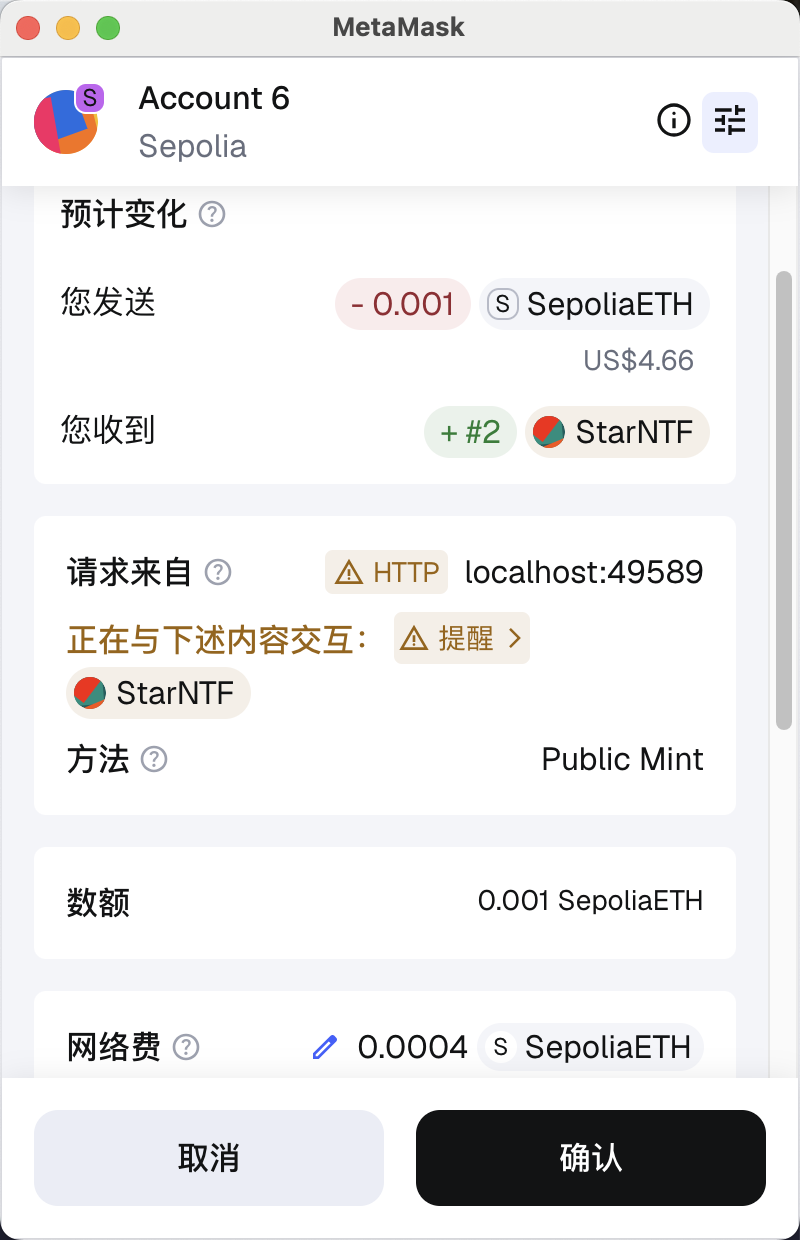 MetaMask
S
Account 6
Sepolia
预计变化
您发送 - 0.001 S SepoliaETH
US$4.66
您收到 + #2 StarNTF
请求来自 HTTP localhost:49589
正在与下述内容交互： 提醒
StarNTF
方法 Public Mint
数额 0.001 SepoliaETH
网络费 0.0004 S SepoliaETH
取消 确认